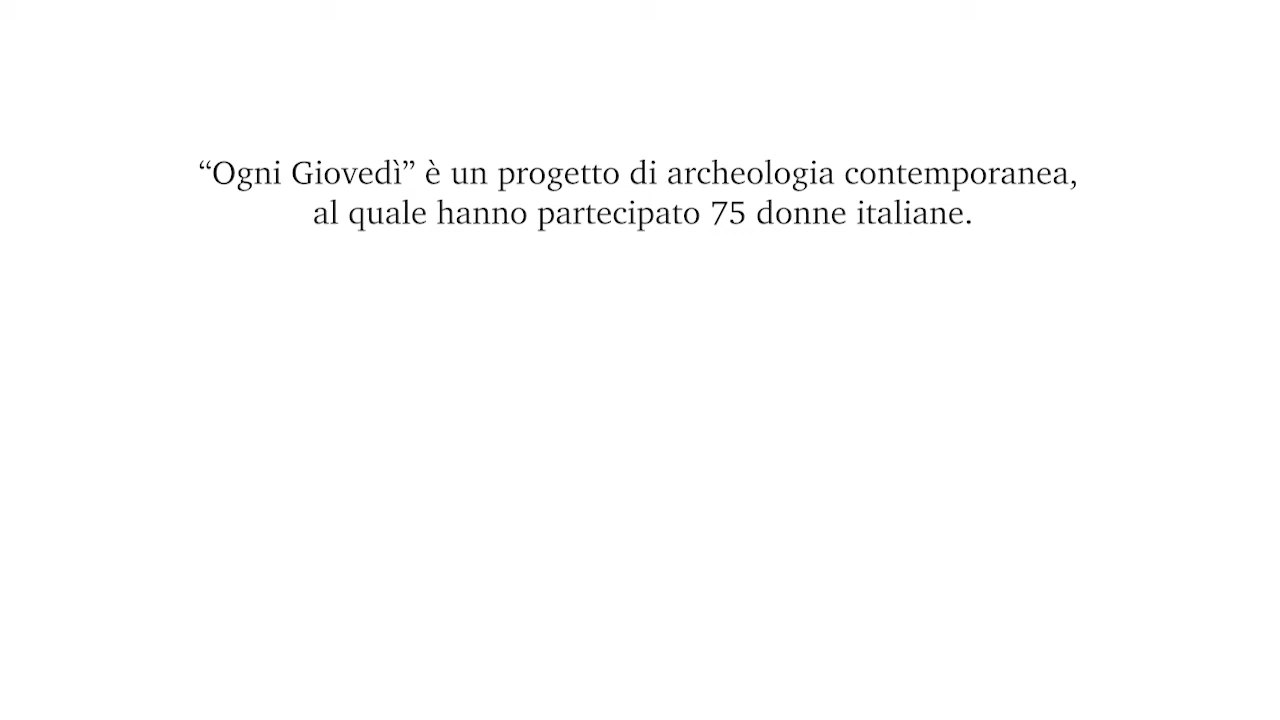 “Ogni Giovedì” è un progetto di archeologia contemporanea,
al quale hanno partecipato 75 donne italiane.